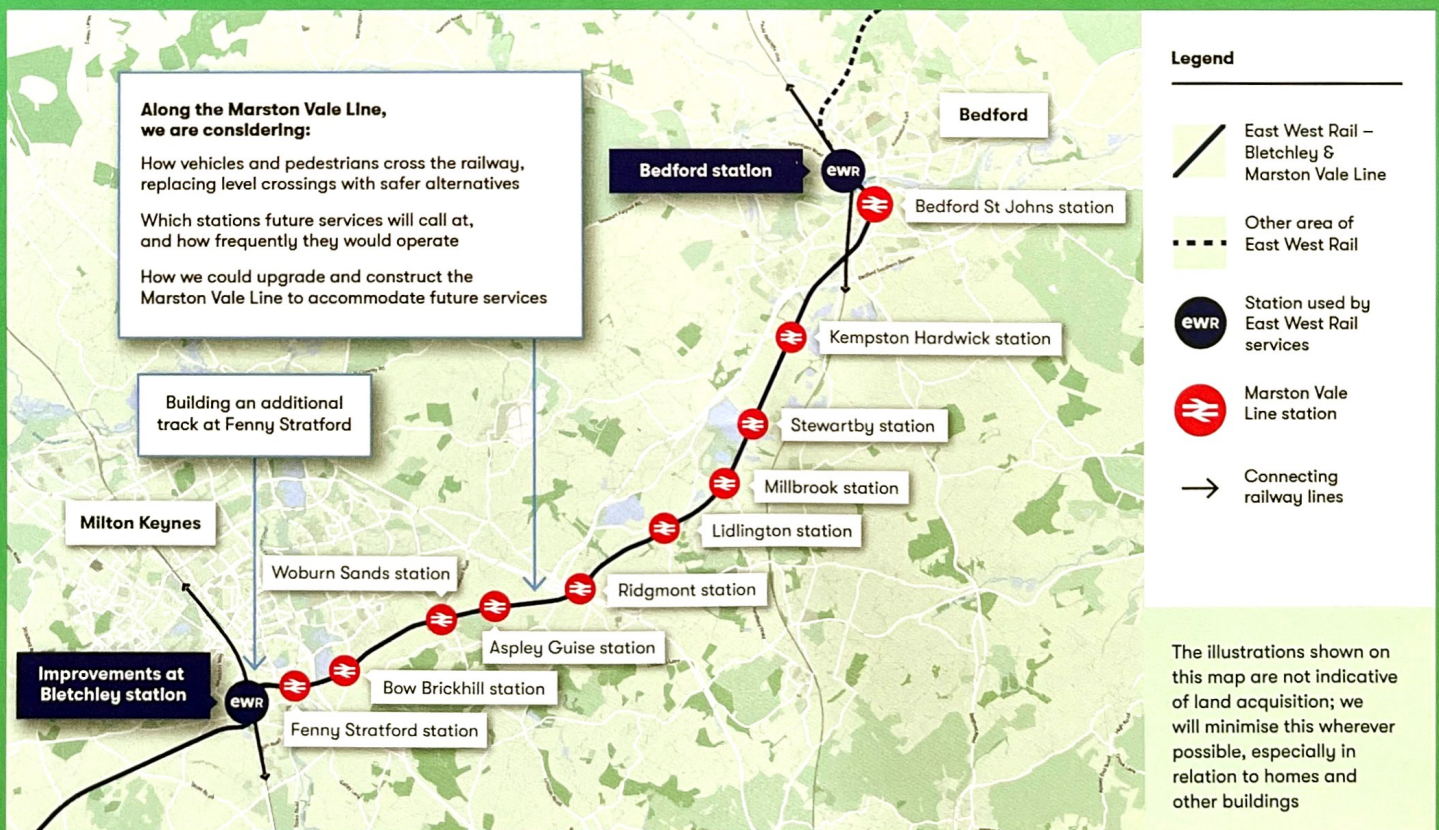 Along the Marston Vale Line,
we are considering:
How vehicles and pedestrians cross the railway,
replacing level crossings with safer alternatives
Which stations future services will call at,
and how frequently they would operate
How we could upgrade and construct the
Marston Vale Line to accommodate future services
Building an additional
track at Fenny Stratford
Milton Keynes
Improvements at
Bletchley station
ewR
Fenny Stratford station
Bow Brickhill station
Woburn Sands station
Aspley Guise station
Ridgmont station
Lidlington station
Millbrook station
Stewartby station
Kempston Hardwick station
Bedford St Johns station
Bedford station
ewR
Bedford
Bedford Southern Bypass
Legend
East West Rail –
Bletchley &
Marston Vale Line
Other area of
East West Rail
ewR
Station used by
East West Rail
services
Marston Vale
Line station
Connecting
railway lines
The illustrations shown on
this map are not indicative
of land acquisition; we
will minimise this wherever
possible, especially in
relation to homes and
other buildings